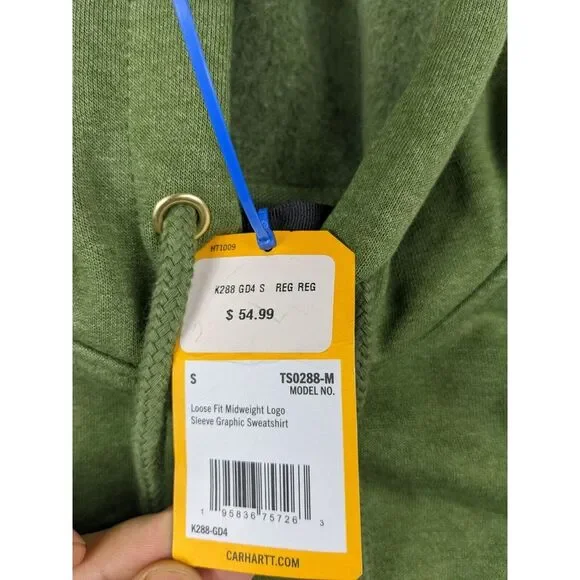 HT1009
K288 GD4 S REG REG
$ 54.99
S TS0288-M
MODEL NO.
Loose Fit Midweight Logo
Sleeve Graphic Sweatshirt
1 95836 75726 3
K288-GD4
CARHARTT.COM